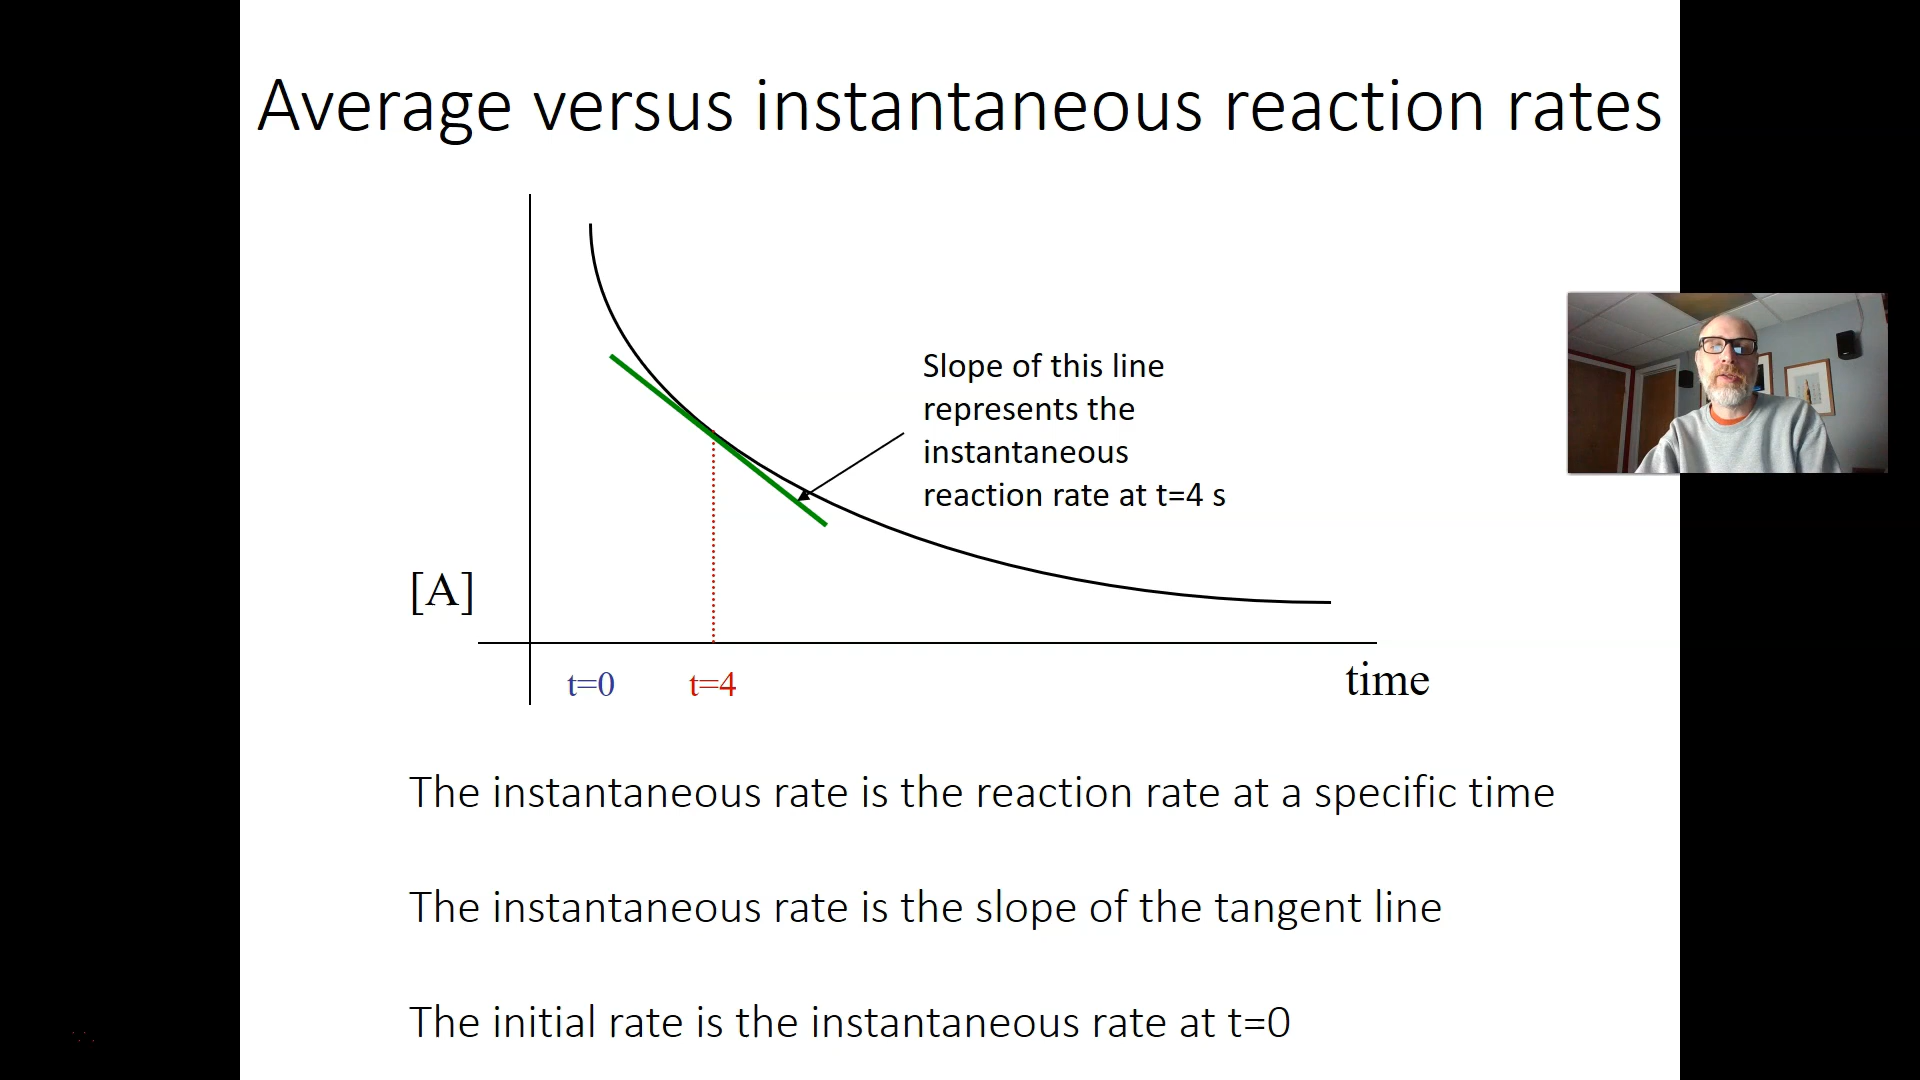 Average versus instantaneous reaction rates
Slope of this line
represents the
instantaneous
reaction rate at t=4 s
[A]
t=0
t=4
time
The instantaneous rate is the reaction rate at a specific time
The instantaneous rate is the slope of the tangent line
The initial rate is the instantaneous rate at t=0